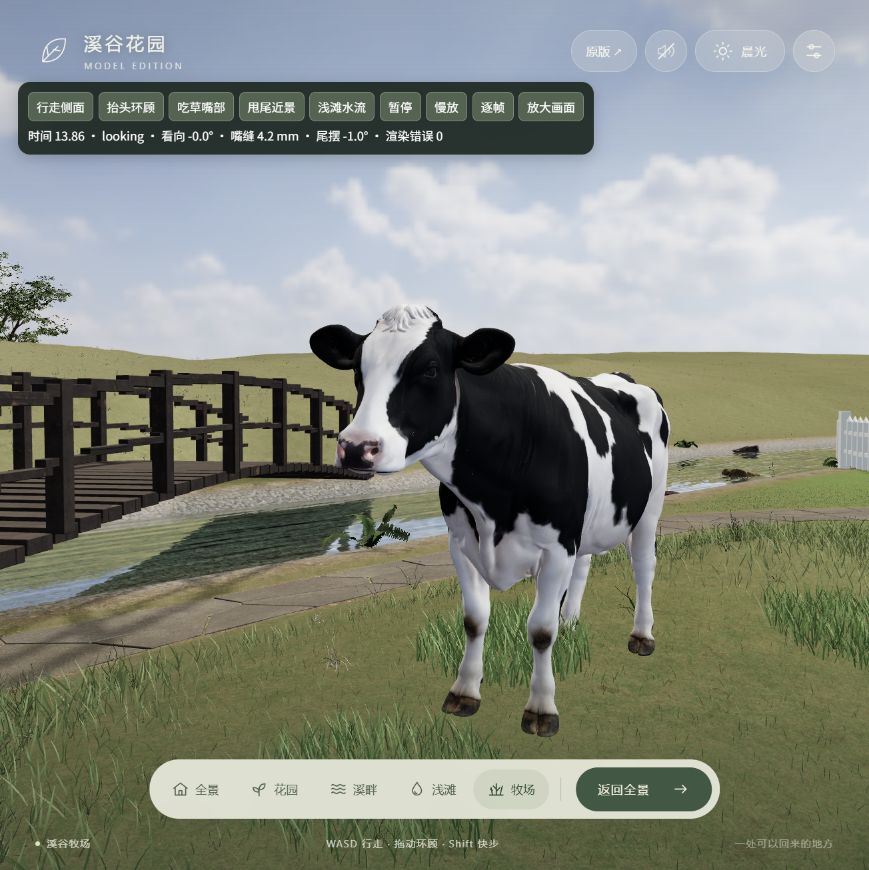 溪谷花园
MODEL EDITION
原版 ↗
晨光
行走侧面 抬头环顾 吃草嘴部 甩尾近景 浅滩水流 暂停 慢放 逐帧 放大画面
时间 13.86 · looking · 看向 -0.0° · 嘴缝 4.2 mm · 尾摆 -1.0° · 渲染错误 0
全景 花园 溪畔 浅滩 牧场 返回全景 →
溪谷牧场
WASD 行走 · 拖动环顾 · Shift 快步
一处可以回来的地方